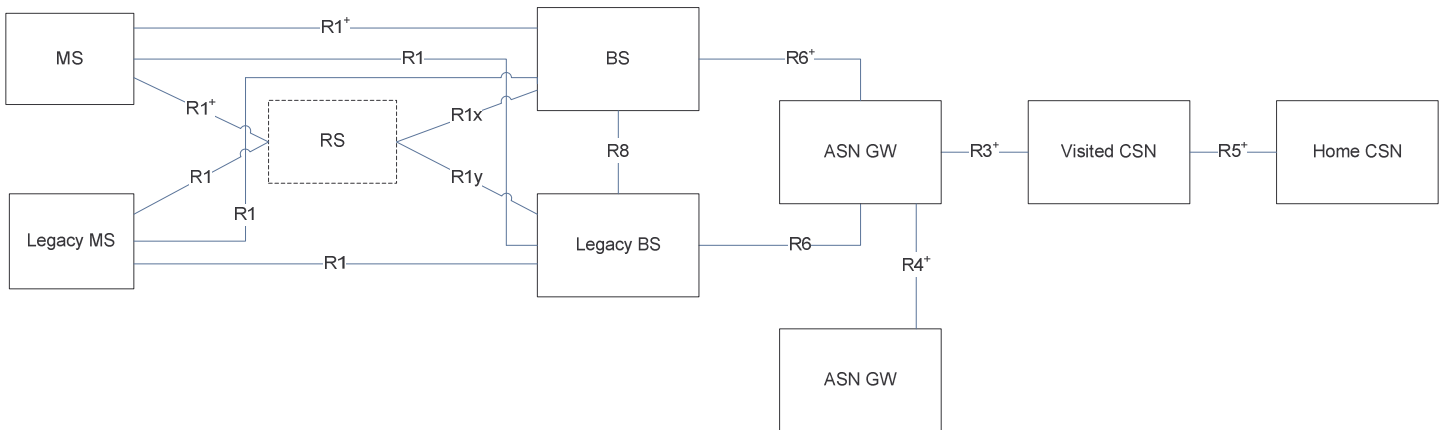 R1⁺
MS
BS
R1
R6⁺
R1⁺
R1x
RS
ASN GW
R3⁺
Visited CSN
R5⁺
Home CSN
R8
R1
R1y
R1
Legacy MS
Legacy BS
R6
R1
R4⁺
ASN GW